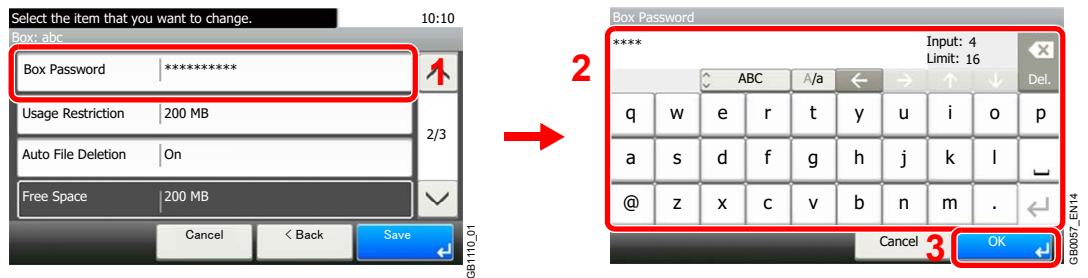 Select the item that you want to change.
10:10
Box: abc
Box Password
**********
1
Usage Restriction
200 MB
2/3
Auto File Deletion
On
Free Space
200 MB
Cancel
< Back
Save
GB1110_01
Box Password
2
****
Input: 4
Limit: 16
ABC
A/a
Del.
q w e r t y u i o p
a s d f g h j k l
@ z x c v b n m .
Cancel
3
OK
GB0057_EN14